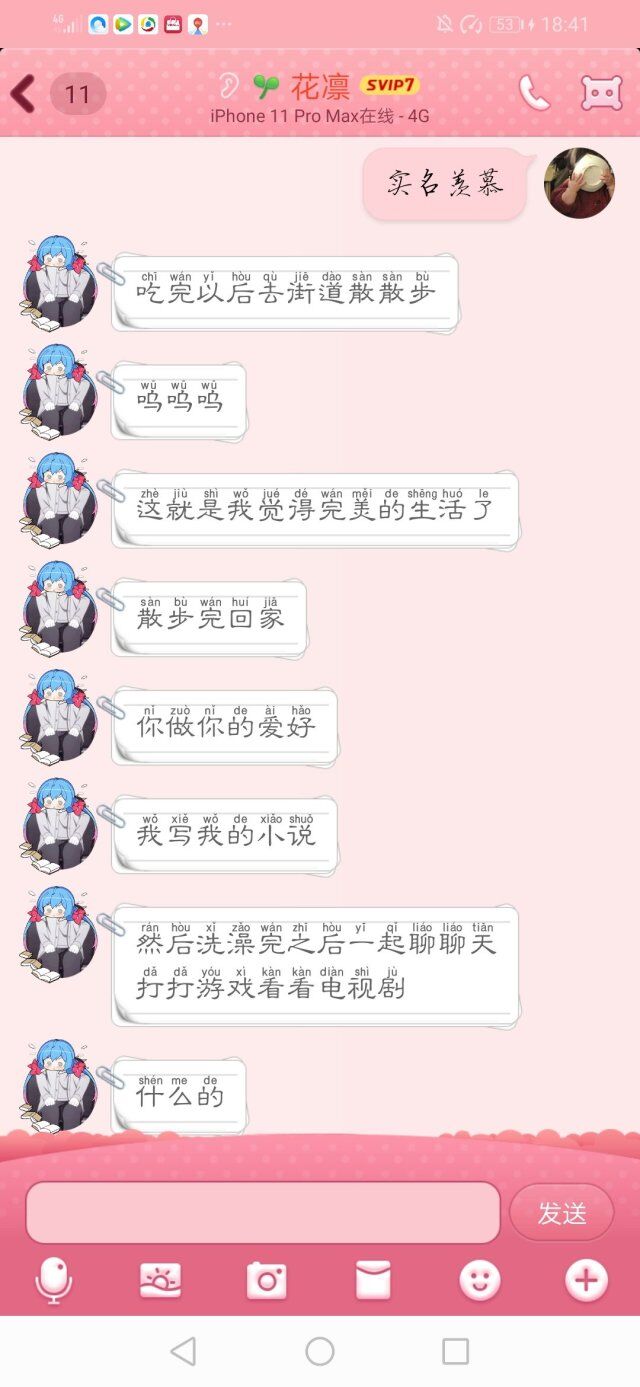 4G
53
18:41
11
花凛 SVIP7
iPhone 11 Pro Max在线 - 4G
实名羡慕
chī wán yǐ hòu qù jiē dào sàn sàn bù
吃完以后去街道散散步
wū wū wū
呜呜呜
zhè jiù shì wǒ jué dé wán měi de shēng huó le
这就是我觉得完美的生活了
sàn bù wán huí jiā
散步完回家
nǐ zuò nǐ de ài hào
你做你的爱好
wǒ xiě wǒ de xiǎo shuō
我写我的小说
rán hòu xǐ zǎo wán zhī hòu yī qǐ liáo liáo tiān
然后洗澡完之后一起聊聊天
dǎ dǎ yóu xì kàn kàn diàn shì jù
打打游戏看看电视剧
shén me de
什么的
发送